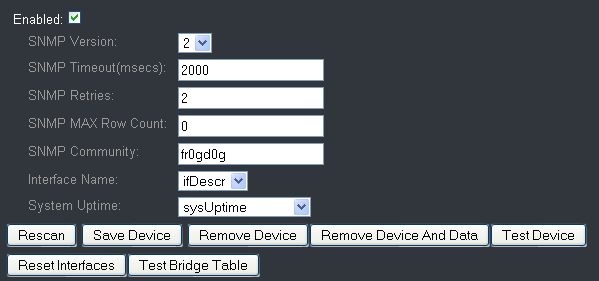 Enabled:
SNMP Version: 2
SNMP Timeout(msecs): 2000
SNMP Retries: 2
SNMP MAX Row Count: 0
SNMP Community: fr0gd0g
Interface Name: ifDescr
System Uptime: sysUptime
Rescan Save Device Remove Device Remove Device And Data Test Device
Reset Interfaces Test Bridge Table